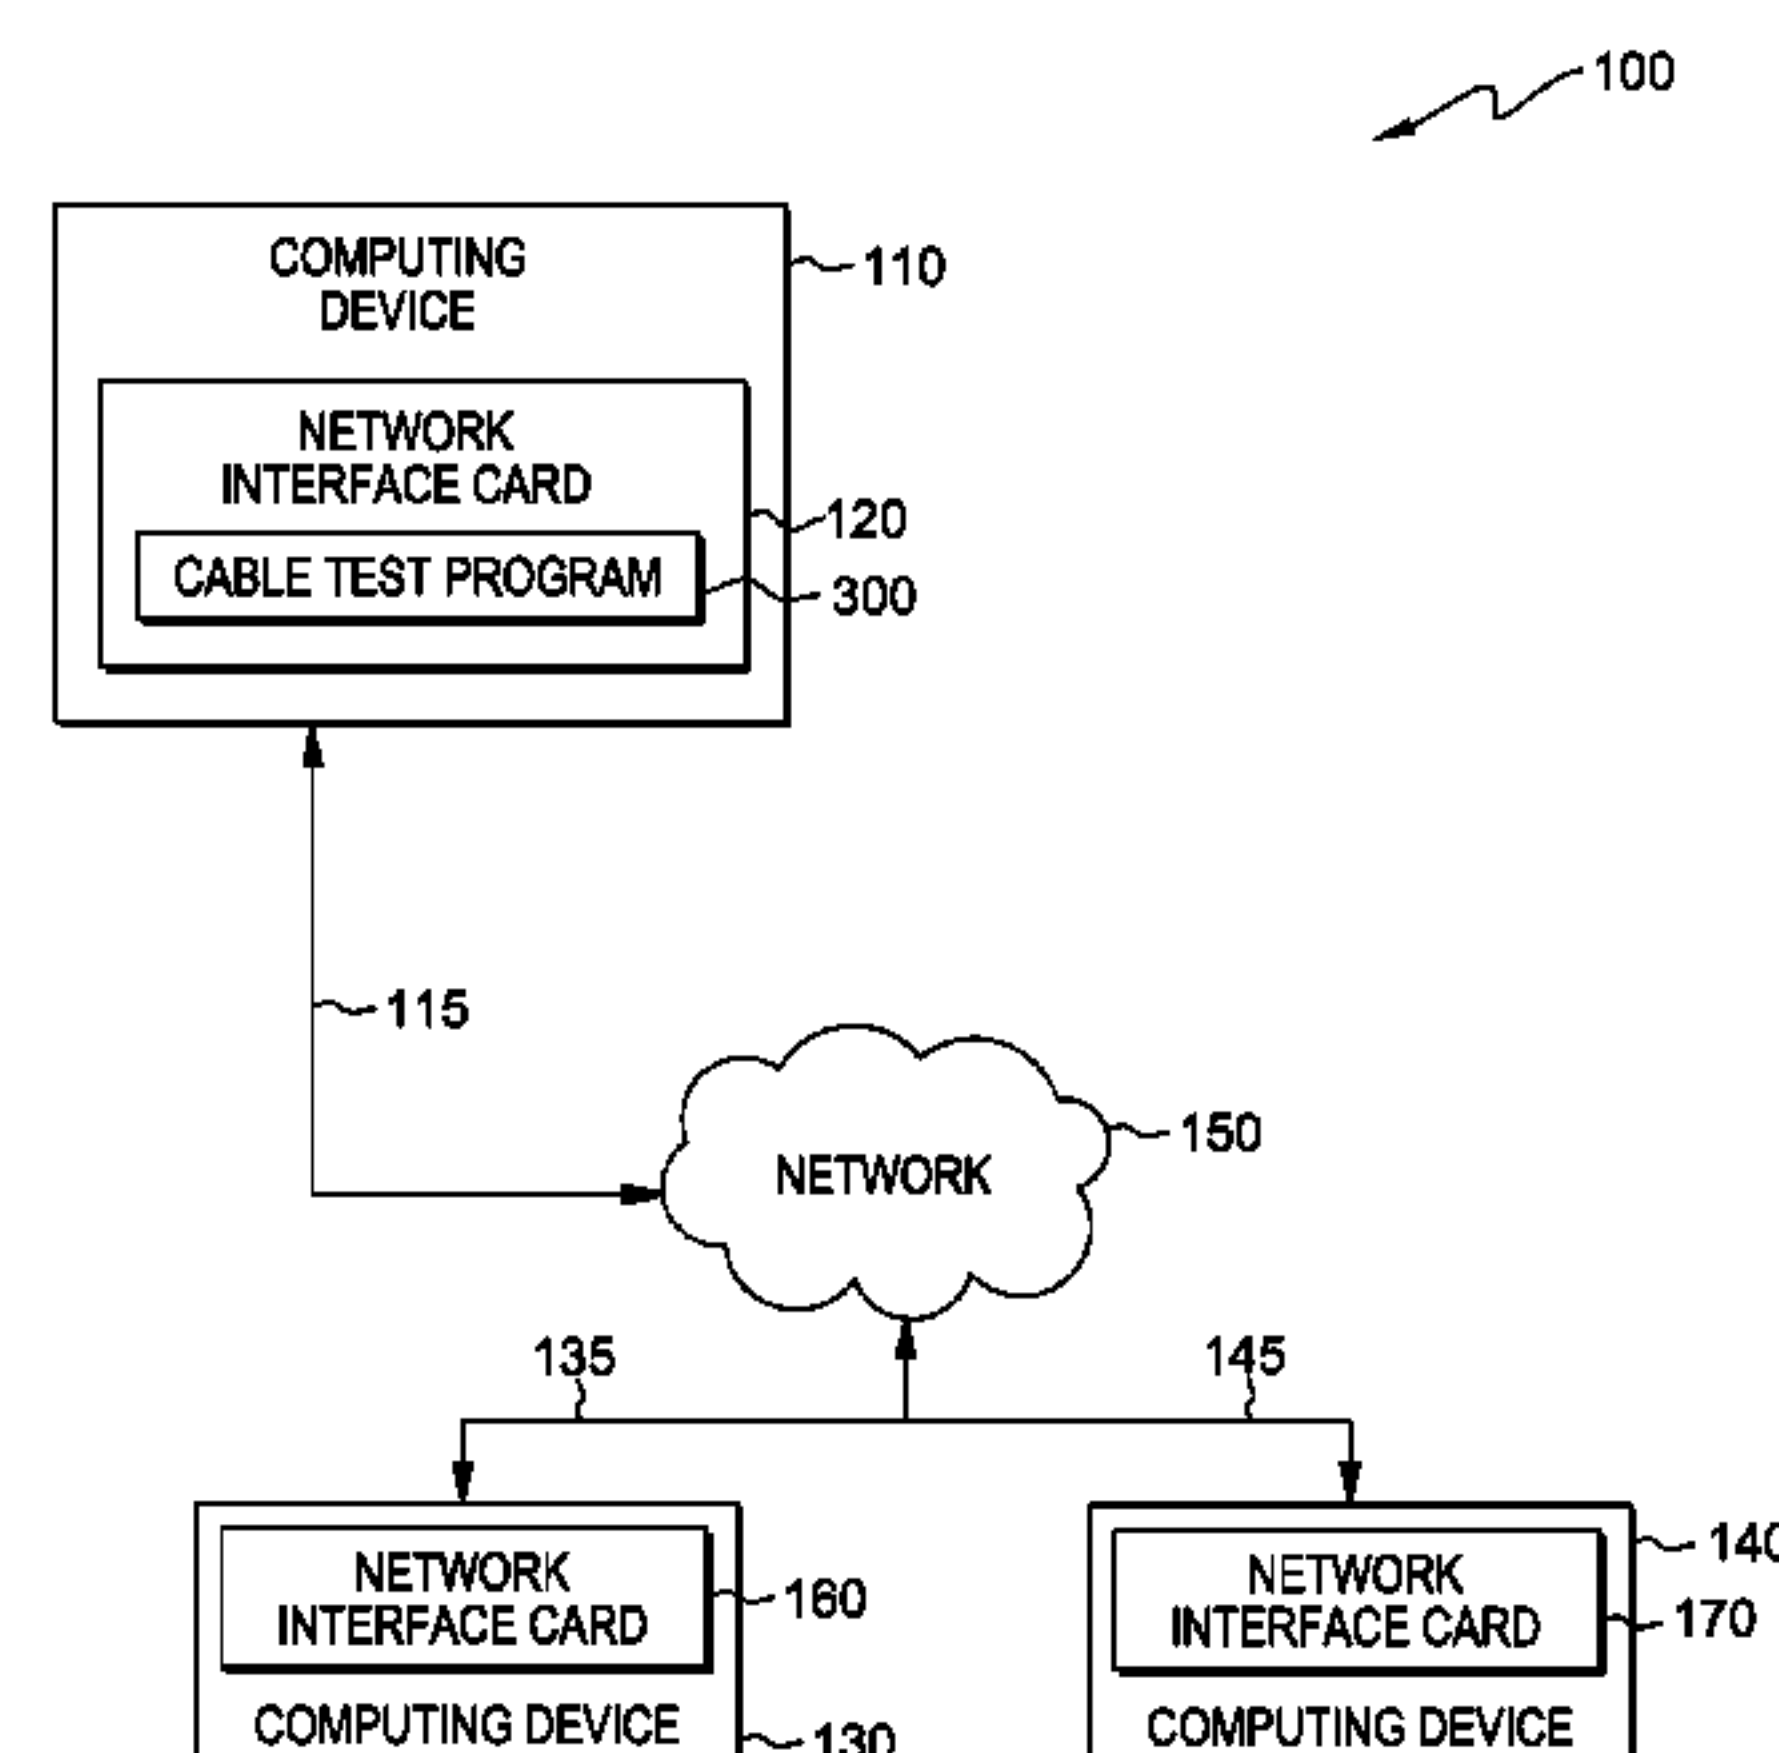 100
COMPUTING
DEVICE
110
NETWORK
INTERFACE CARD
120
CABLE TEST PROGRAM
300
115
150
NETWORK
135
145
NETWORK
INTERFACE CARD
160
COMPUTING DEVICE
130
140
NETWORK
INTERFACE CARD
170
COMPUTING DEVICE